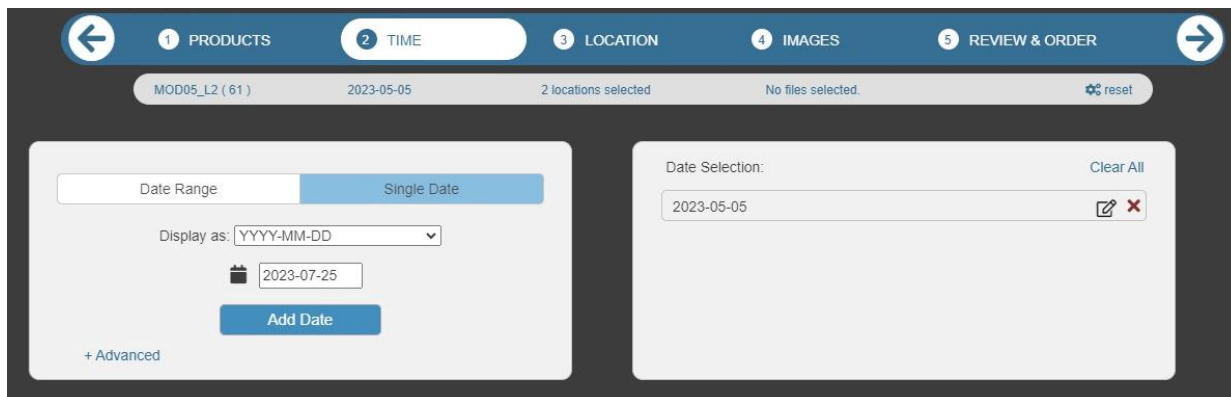 1 PRODUCTS 2 TIME 3 LOCATION 4 IMAGES 5 REVIEW & ORDER
MOD05_L2 ( 61 ) 2023-05-05 2 locations selected No files selected. reset
Date Range Single Date
Display as: YYYY-MM-DD
2023-07-25
Add Date
+ Advanced
Date Selection: Clear All
2023-05-05